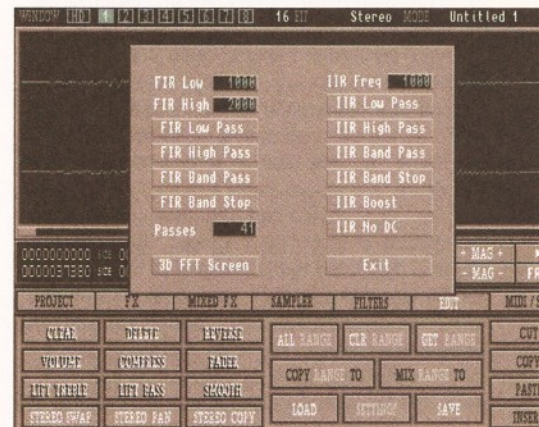 WINDOW HD 1 2 3 4 5 6 7 8 16 BIT Stereo MODE Untitled 1
FIR Low 1000
FIR High 2000
FIR Low Pass
FIR High Pass
FIR Band Pass
FIR Band Stop
Passes 41
3D FFT Screen
IIR Freq 1000
IIR Low Pass
IIR High Pass
IIR Band Pass
IIR Band Stop
IIR Boost
IIR No DC
Exit
0000000000
+ MAG +
- MAG - FR
PROJECT FX MIXED FX SAMPLER FILTERS EDIT MIDI / S
CLEAR DELETE REVERSE
VOLUME COMPRESS FADER
LIFT TREBLE LIFT BASS SMOOTH
STEREO SWAP STEREO PAN STEREO COPY
ALL RANGE CLR RANGE GET RANGE
COPY RANGE TO MIX RANGE TO
LOAD SETTINGS SAVE
CUT
COPY
PAST
INSER